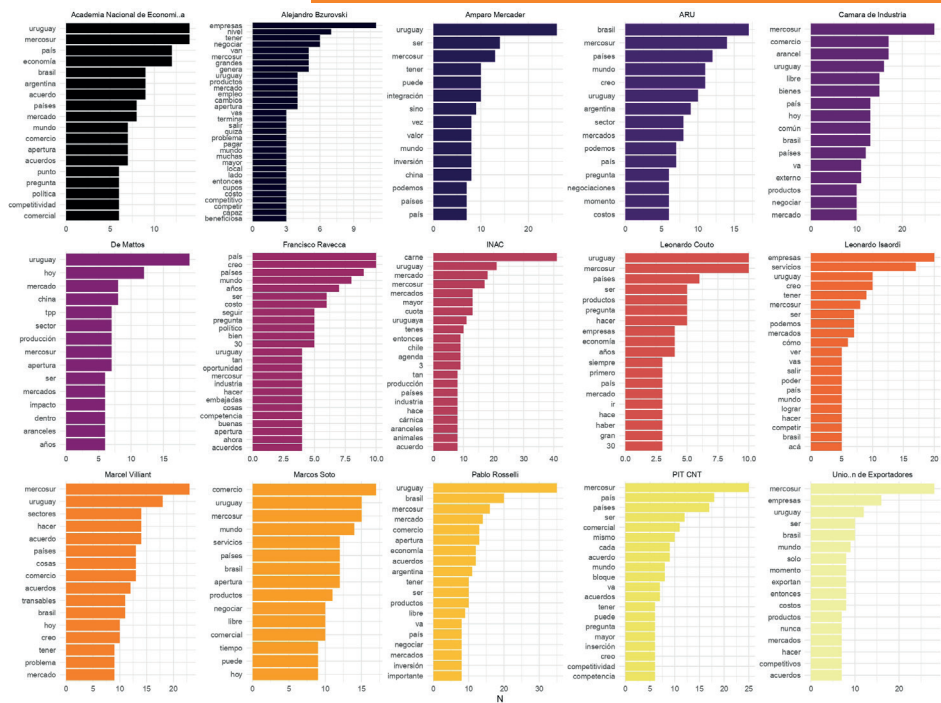 Academia Nacional de Economi..a
uruguay
mercosur
país
economía
brasil
argentina
acuerdo
países
mercado
mundo
comercio
apertura
acuerdos
punto
pregunta
política
competitividad
comercial
0 5 10
Alejandro Bzurovski
empresas
nivel
tener
negociar
van
mercosur
grandes
genera
uruguay
productos
mercado
empleo
cambios
apertura
vas
termina
salir
quizá
problema
pagar
mundo
muchas
mayor
local
lado
entonces
cupos
costo
competitivo
competir
capaz
beneficiosa
0 3 6 9
Amparo Mercader
uruguay
ser
mercosur
tener
puede
integración
sino
vez
valor
mundo
inversión
china
podemos
países
país
0 10 20
ARU
brasil
mercosur
países
mundo
creo
uruguay
argentina
sector
mercados
podemos
país
pregunta
negociaciones
momento
costos
0 5 10 15
Camara de Industria
mercosur
comercio
arancel
uruguay
libre
bienes
país
hoy
común
brasil
países
va
externo
productos
negociar
mercado
0 10 20
De Mattos
uruguay
hoy
mercado
china
tpp
sector
producción
mercosur
apertura
ser
mercados
impacto
dentro
aranceles
años
0 5 10 15
Francisco Ravecca
país
creo
países
mundo
años
ser
costo
seguir
pregunta
político
bien
30
uruguay
tan
oportunidad
mercosur
industria
hacer
embajadas
cosas
competencia
buenas
apertura
ahora
acuerdos
0.0 2.5 5.0 7.5 10.0
INAC
carne
uruguay
mercado
mercosur
mercados
mayor
cuota
uruguaya
tenes
entonces
chile
agenda
3
tan
producción
países
industria
hace
cárnica
aranceles
animales
acuerdo
0 10 20 30 40
Leonardo Couto
uruguay
mercosur
países
ser
productos
pregunta
hacer
empresas
economía
años
siempre
primero
país
mercado
ir
hace
haber
gran
30
0.0 2.5 5.0 7.5 10.0
Leonardo Isaordi
empresas
servicios
uruguay
creo
tener
mercosur
ser
podemos
mercados
cómo
ver
vas
salir
poder
país
mundo
lograr
hacer
competir
brasil
acá
0 5 10 15 20
Marcel Villiant
mercosur
uruguay
sectores
hacer
acuerdo
países
cosas
comercio
acuerdos
transables
brasil
hoy
creo
tener
problema
mercado
0 5 10 15 20
Marcos Soto
comercio
uruguay
mercosur
mundo
servicios
países
brasil
apertura
productos
negociar
libre
comercial
tiempo
puede
hoy
0 5 10 15
Pablo Rosselli
uruguay
brasil
mercosur
mercado
comercio
apertura
economía
acuerdos
argentina
tener
ser
productos
libre
va
país
negociar
mercados
inversión
importante
0 10 20 30
PIT CNT
mercosur
país
países
ser
comercial
mismo
cada
acuerdo
mundo
bloque
va
acuerdos
tener
puede
pregunta
mayor
inserción
creo
competitividad
competencia
0 5 10 15 20 25
Unio..n de Exportadores
mercosur
empresas
uruguay
ser
brasil
mundo
solo
momento
exportan
entonces
costos
productos
nunca
mercados
hacer
competitivos
acuerdos
0 10 20
N